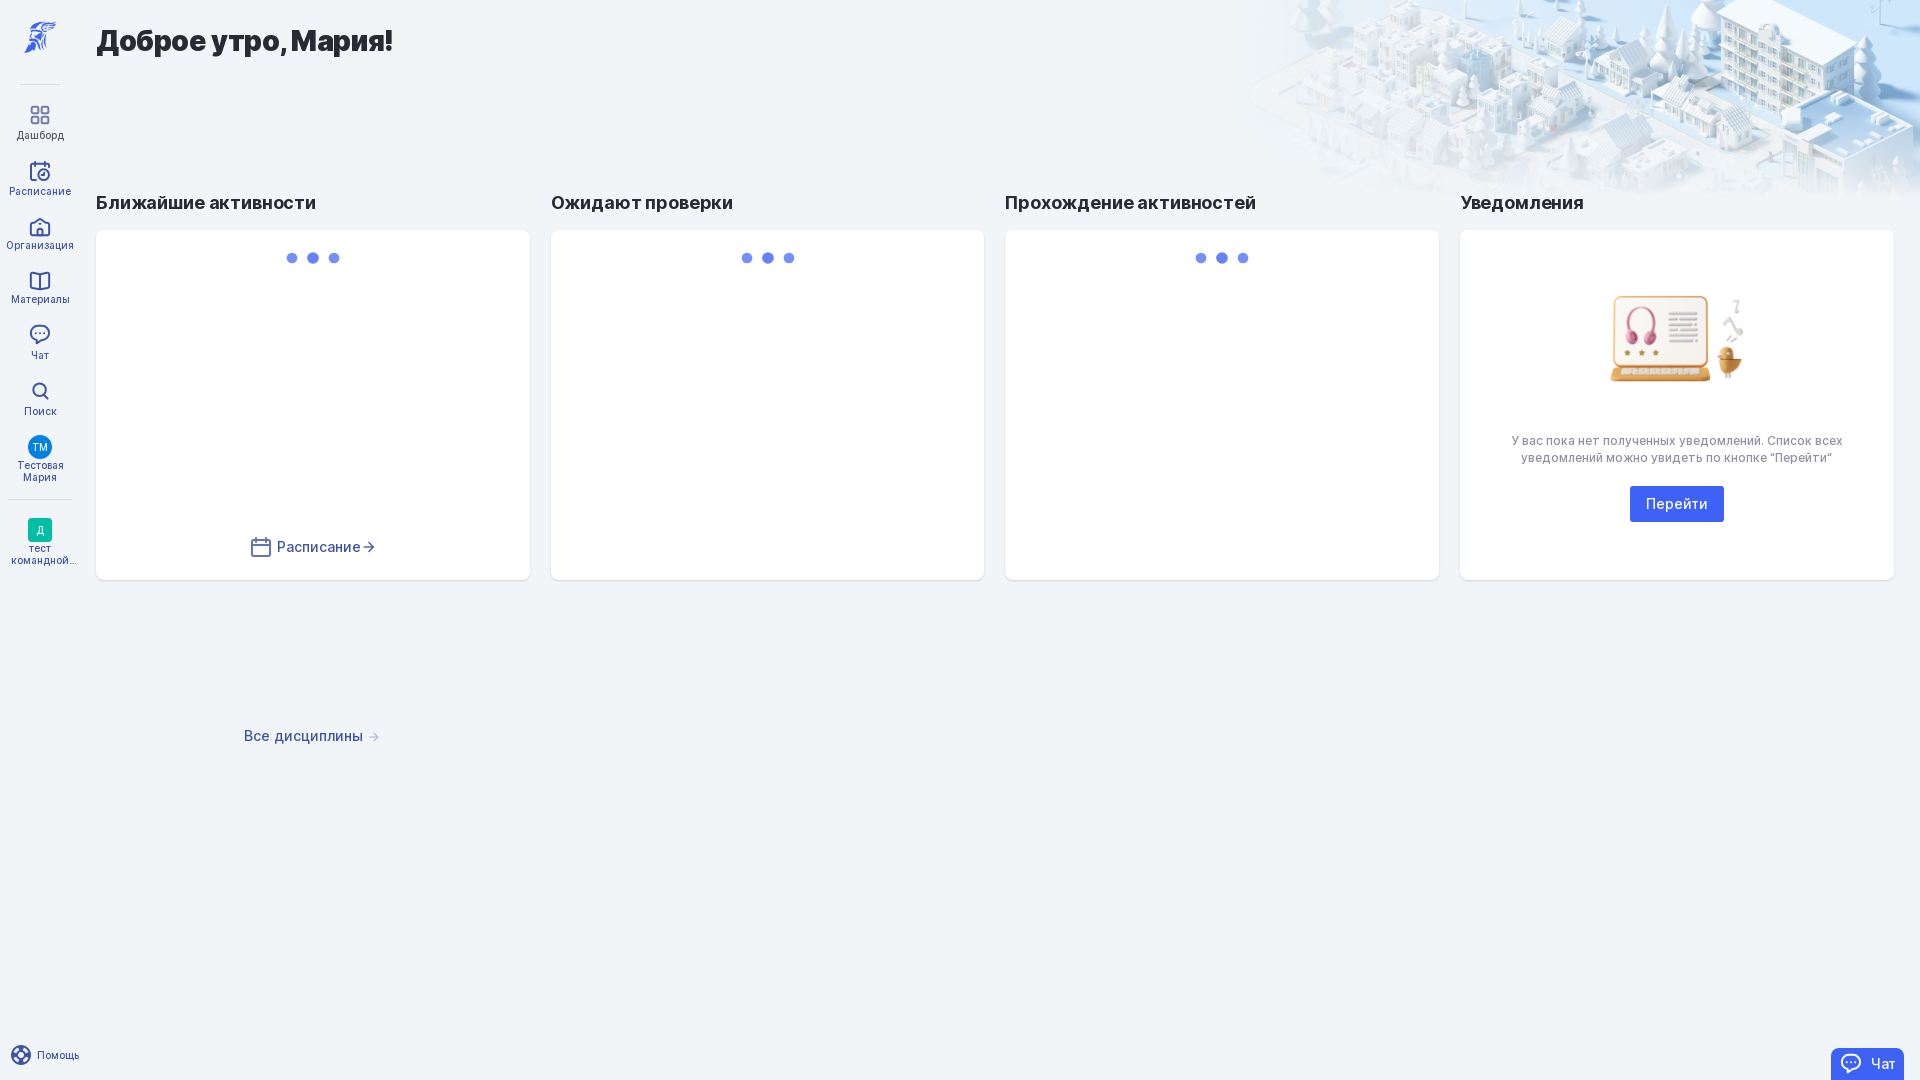 Доброе утро, Мария!
Дашборд
Расписание
Организация
Материалы
Чат
Поиск
ТМ
Тестовая
Мария
Д
тест
командной...
Ближайшие активности
Расписание
Ожидают проверки
Прохождение активностей
Уведомления
У вас пока нет полученных уведомлений. Список всех
уведомлений можно увидеть по кнопке “Перейти”
Перейти
Все дисциплины
Помощь
Чат